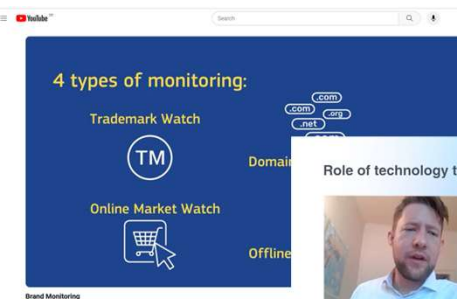 YouTube
Search
4 types of monitoring:
Trademark Watch
TM
.com
.com
.org
.net
Domain
Online Market Watch
Offline
Role of technology t
Brand Monitoring